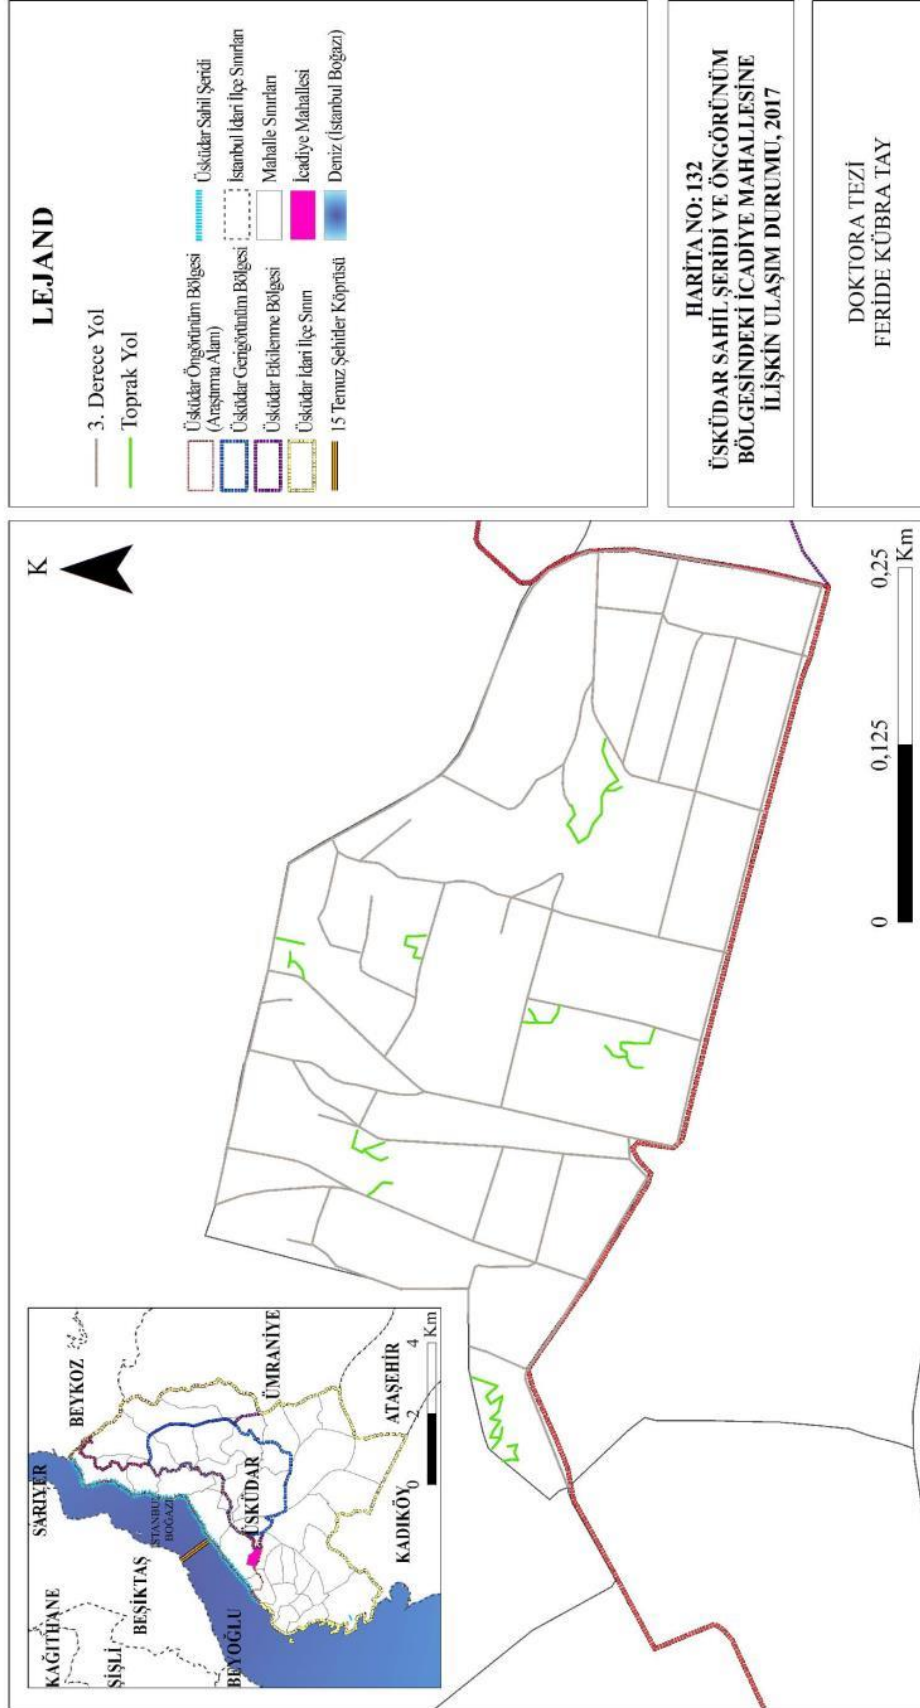 K
SARIYER
BEYKOZ
KAĞITHANE
ŞİŞLİ
BEŞİKTAŞ
İSTANBUL
BOĞAZI
BEYOĞLU
ÜSKÜDAR
ÜMRANİYE
KADIKÖY
ATAŞEHİR
0 2 4
Km
0 0,125 0,25
Km
LEJAND
3. Derece Yol
Toprak Yol
Üsküdar Öngörünüm Bölgesi
(Araştırma Alanı)
Üsküdar Gerigörünüm Bölgesi
Üsküdar Etkilenme Bölgesi
Üsküdar İdari İlçe Sınırı
15 Temuz Şehitler Köprüsü
Üsküdar Sahil Şeridi
İstanbul İdari İlçe Sınırları
Mahalle Sınırları
İcadiye Mahallesi
Deniz (İstanbul Boğazı)
HARİTA NO: 132
ÜSKÜDAR SAHİL ŞERİDİ VE ÖNGÖRÜNÜM
BÖLGESİNDEKİ İCADİYE MAHALLESİNE
İLİŞKİN ULAŞIM DURUMU, 2017
DOKTORA TEZİ
FERİDE KÜBRA TAY